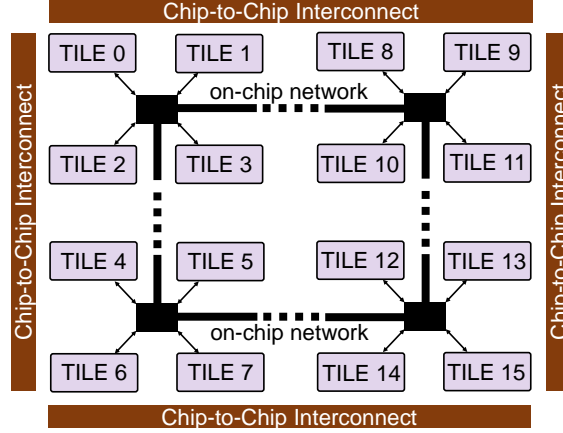 Chip-to-Chip Interconnect
TILE 0
TILE 1
TILE 8
TILE 9
on-chip network
TILE 2
TILE 3
TILE 10
TILE 11
Chip-to-Chip Interconnect
Chip-to-Chip Interconnect
TILE 4
TILE 5
TILE 12
TILE 13
on-chip network
TILE 6
TILE 7
TILE 14
TILE 15
Chip-to-Chip Interconnect